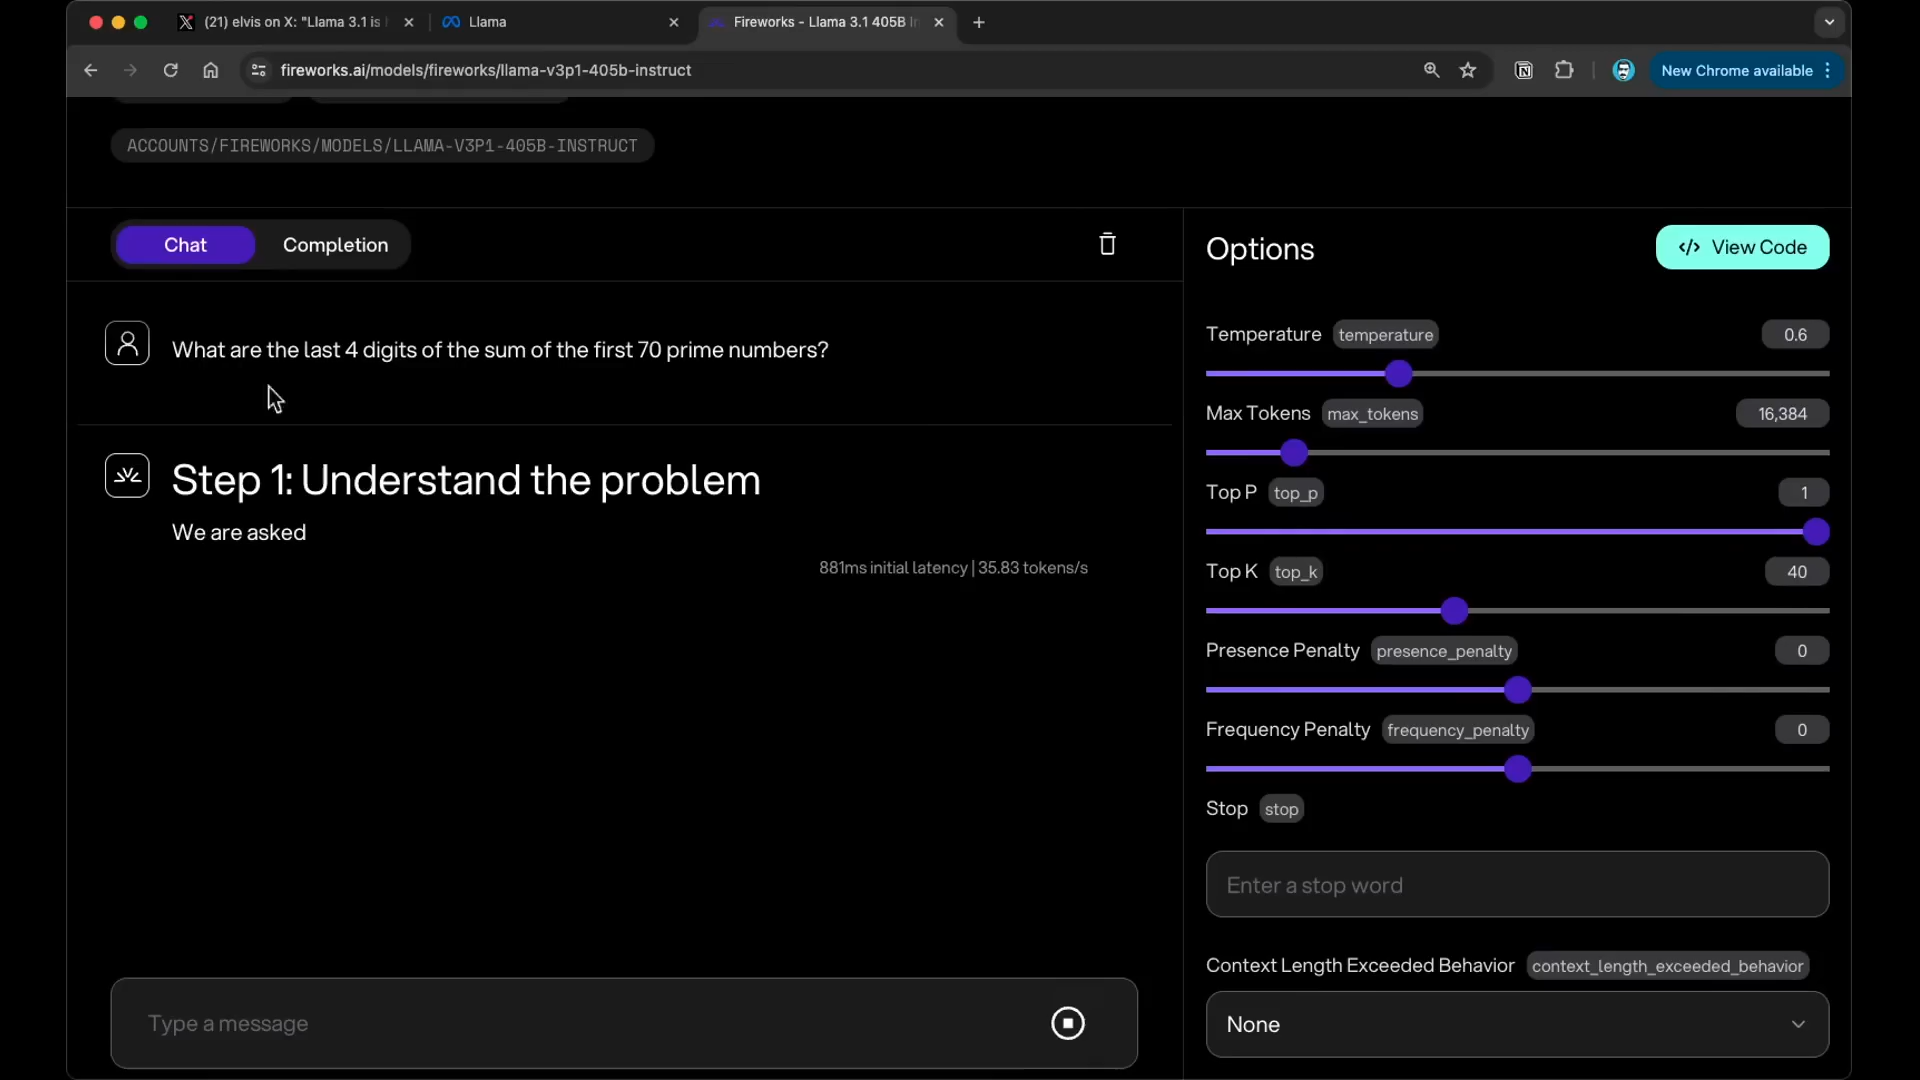 (21) elvis on X: "Llama 3.1 is
Llama
Fireworks - Llama 3.1 405B In
fireworks.ai/models/fireworks/llama-v3p1-405b-instruct
New Chrome available
ACCOUNTS/FIREWORKS/MODELS/LLAMA-V3P1-405B-INSTRUCT
Chat
Completion
What are the last 4 digits of the sum of the first 70 prime numbers?
Step 1: Understand the problem
We are asked
881ms initial latency | 35.83 tokens/s
Type a message
Options
</> View Code
Temperature temperature 0.6
Max Tokens max_tokens 16,384
Top P top_p 1
Top K top_k 40
Presence Penalty presence_penalty 0
Frequency Penalty frequency_penalty 0
Stop stop
Enter a stop word
Context Length Exceeded Behavior context_length_exceeded_behavior
None